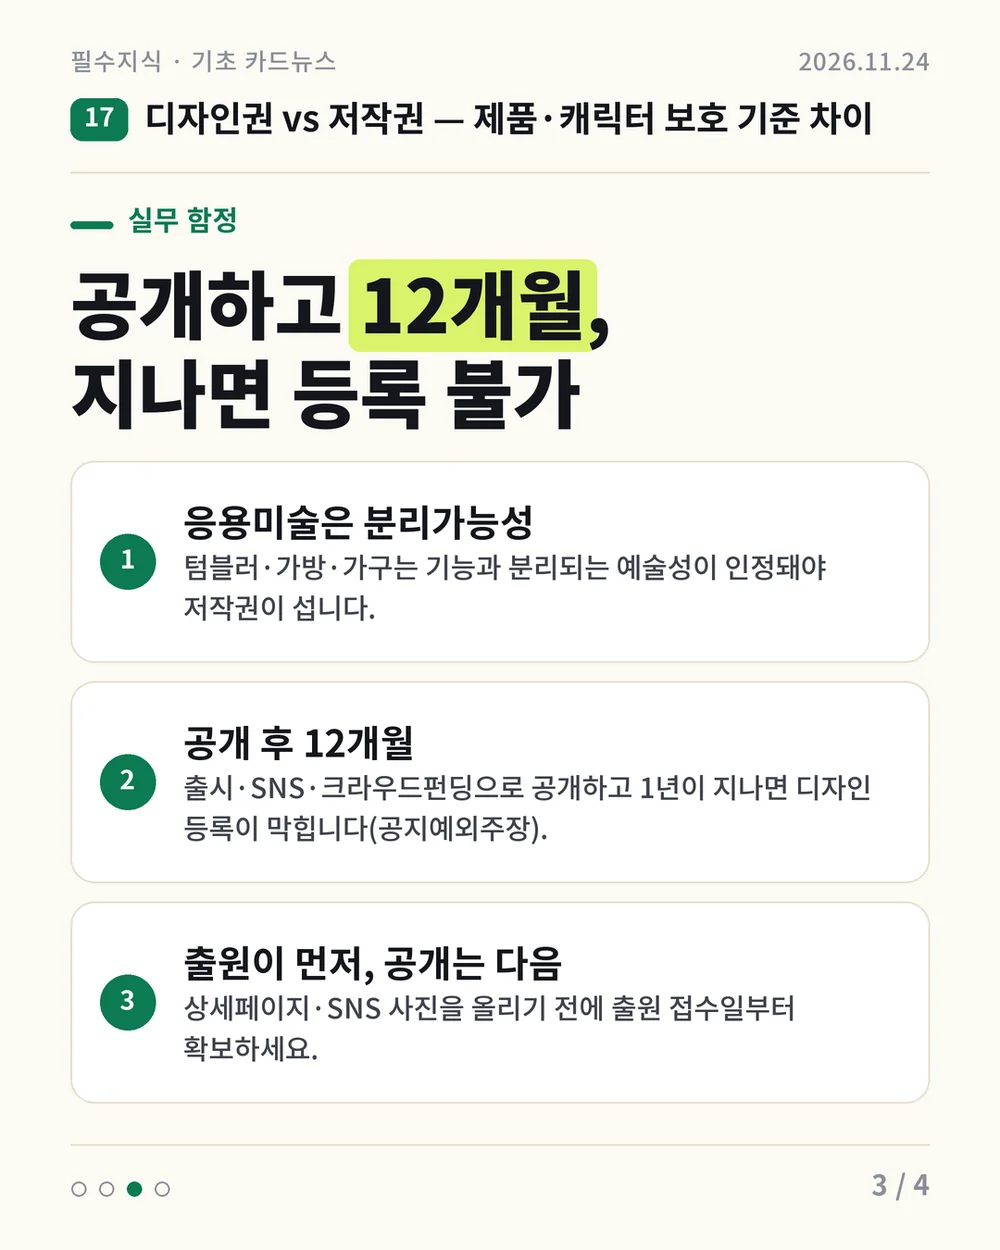 필수지식 · 기초 카드뉴스
2026.11.24
17 디자인권 vs 저작권 — 제품·캐릭터 보호 기준 차이
실무 함정
공개하고 12개월,
지나면 등록 불가
1
응용미술은 분리가능성
텀블러·가방·가구는 기능과 분리되는 예술성이 인정돼야
저작권이 섭니다.
2
공개 후 12개월
출시·SNS·크라우드펀딩으로 공개하고 1년이 지나면 디자인
등록이 막힙니다(공지예외주장).
3
출원이 먼저, 공개는 다음
상세페이지·SNS 사진을 올리기 전에 출원 접수일부터
확보하세요.
3 / 4